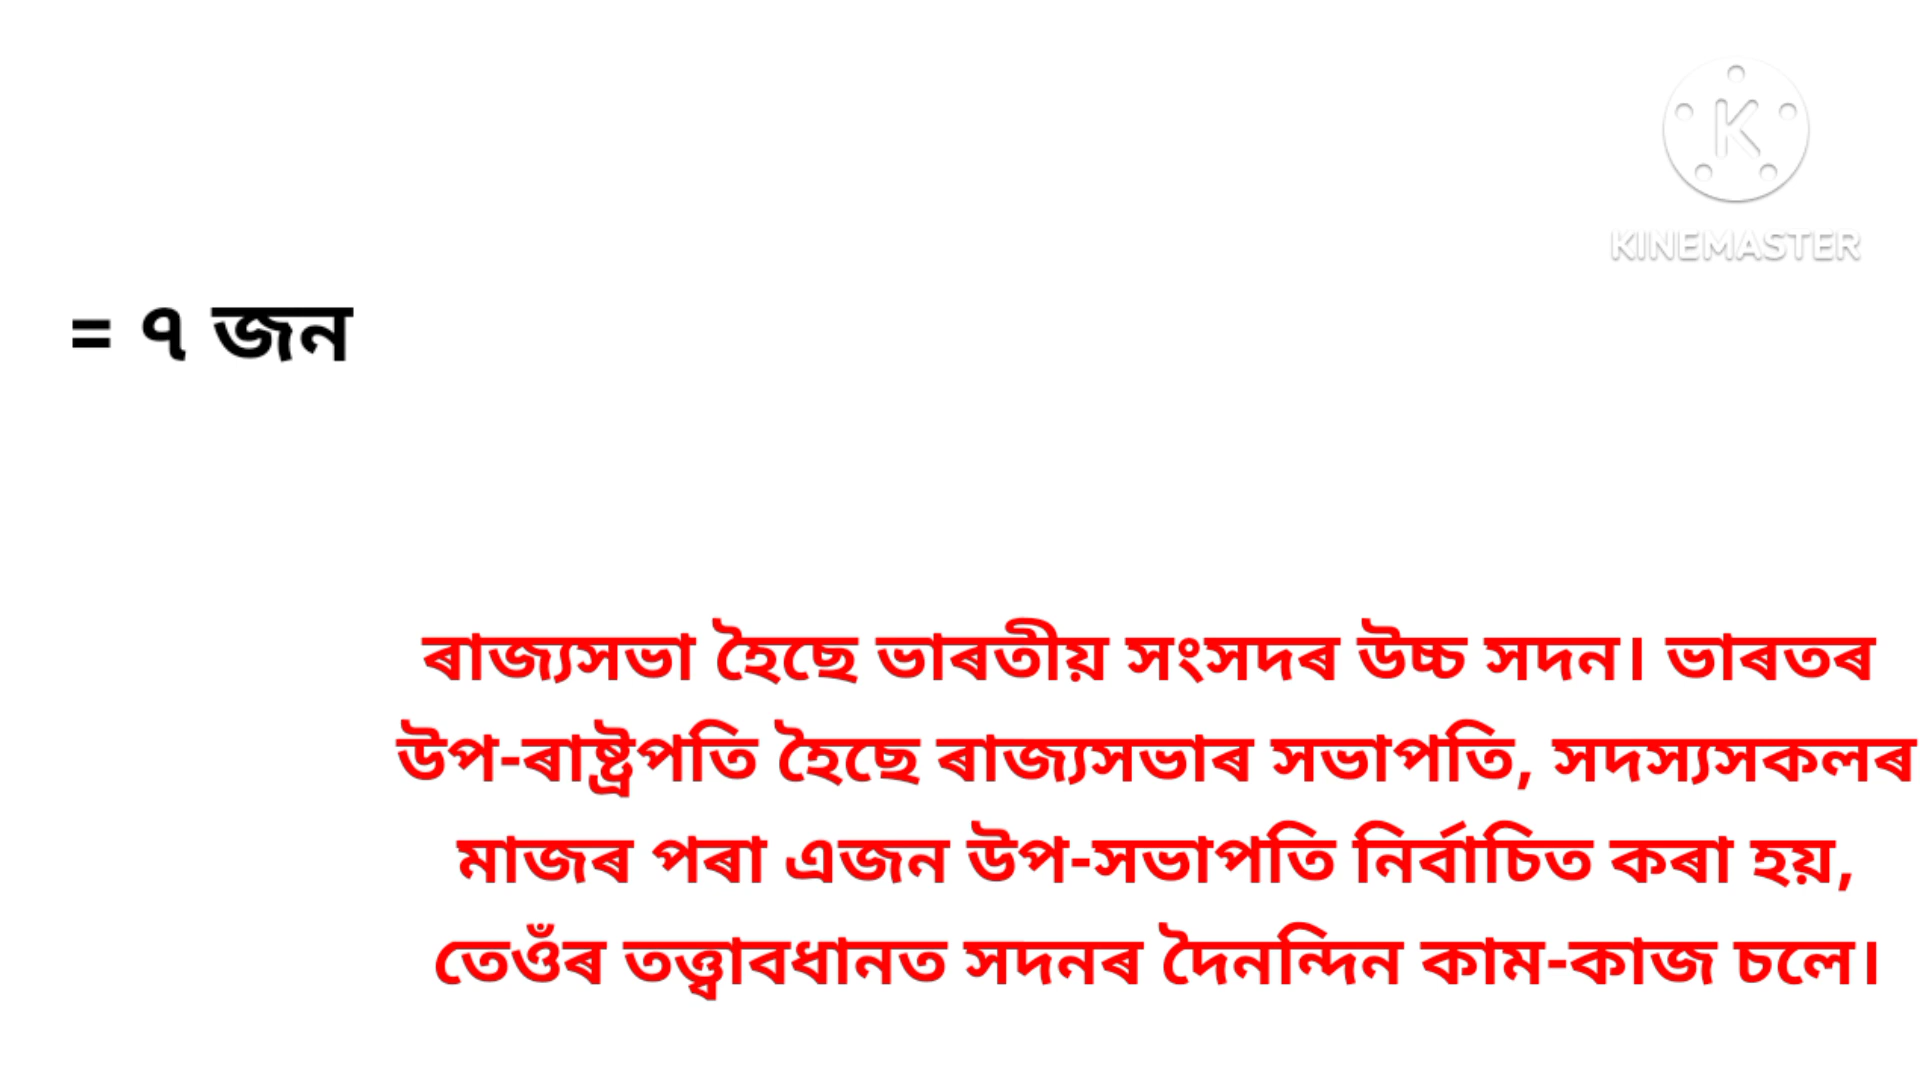 KINEMASTER
= ৭ জন
ৰাজ্যসভা হৈছে ভাৰতীয় সংসদৰ উচ্চ সদন। ভাৰতৰ
উপ-ৰাষ্ট্ৰপতি হৈছে ৰাজ্যসভাৰ সভাপতি, সদস্যসকলৰ
মাজৰ পৰা এজন উপ-সভাপতি নিৰ্বাচিত কৰা হয়,
তেওঁৰ তত্ত্বাবধানত সদনৰ দৈনন্দিন কাম-কাজ চলে।